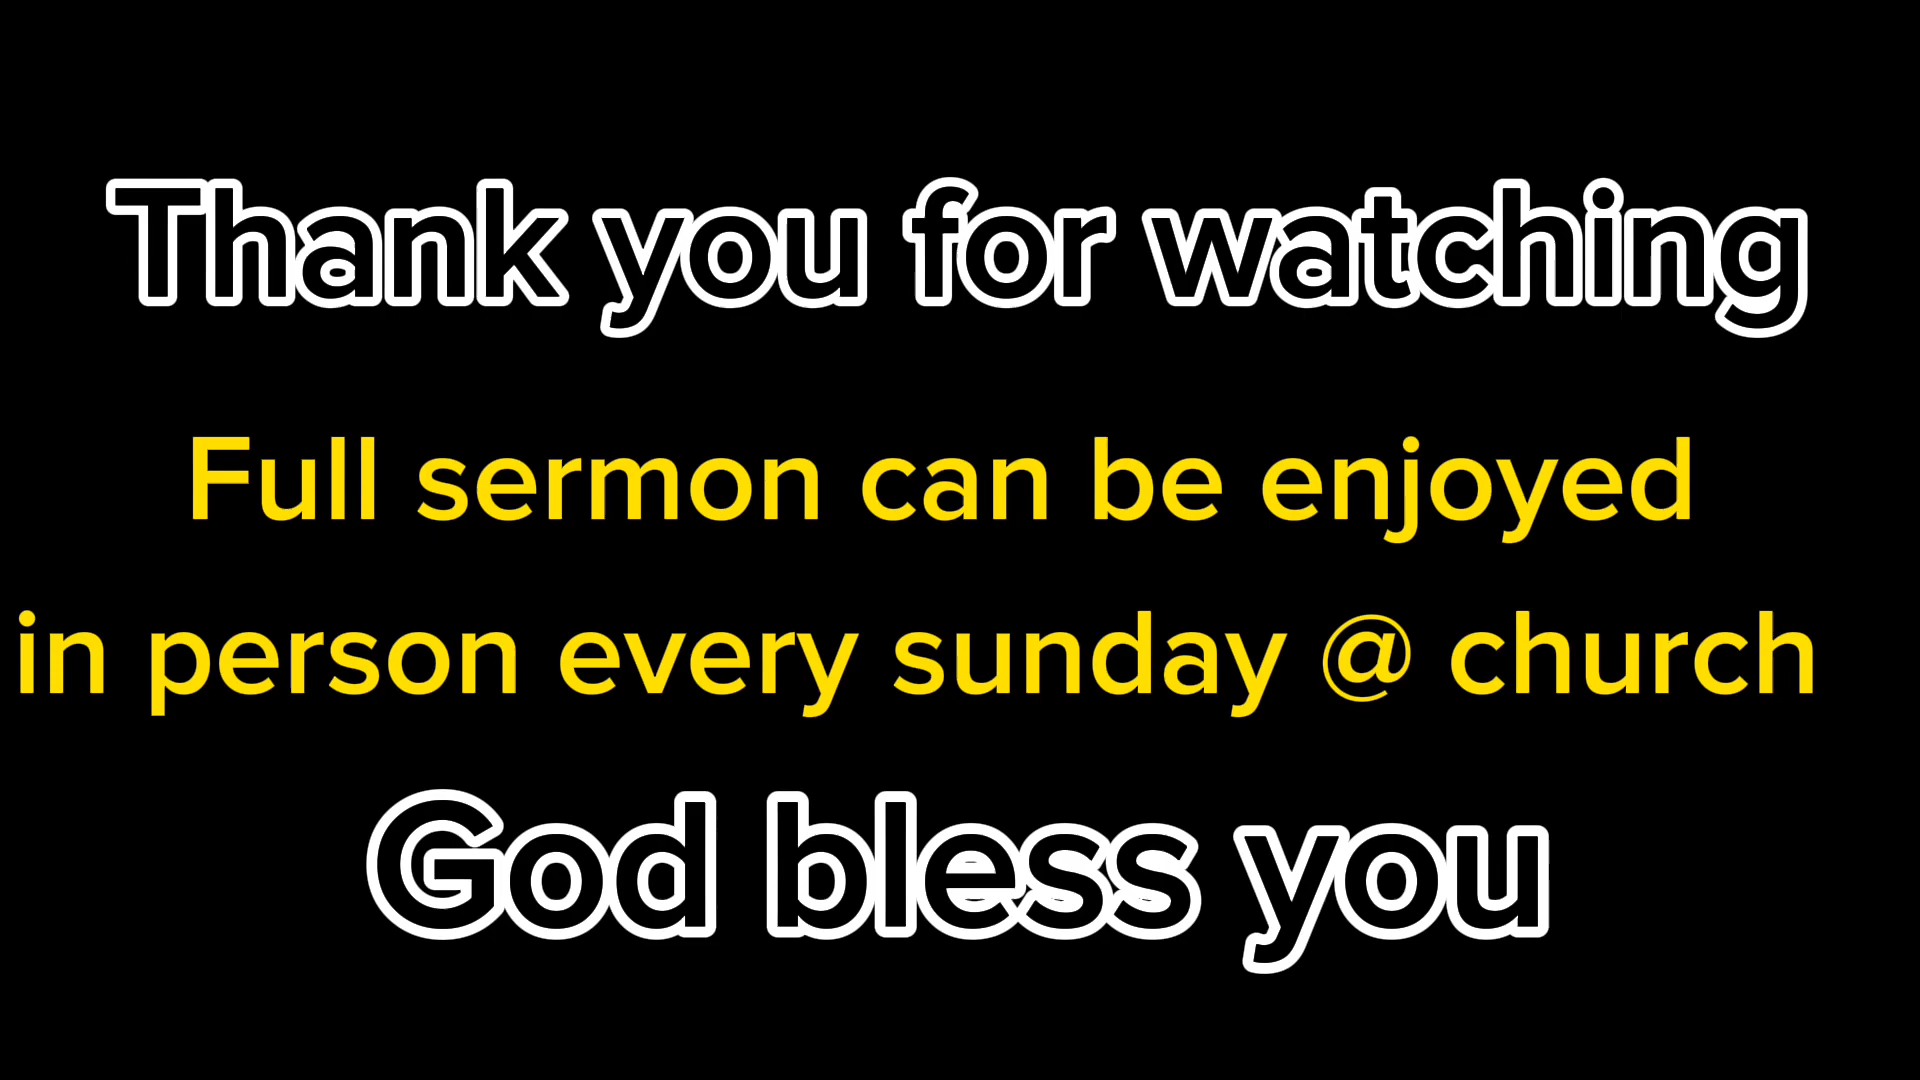 Thank you for watching
Full sermon can be enjoyed
in person every sunday @ church
God bless you